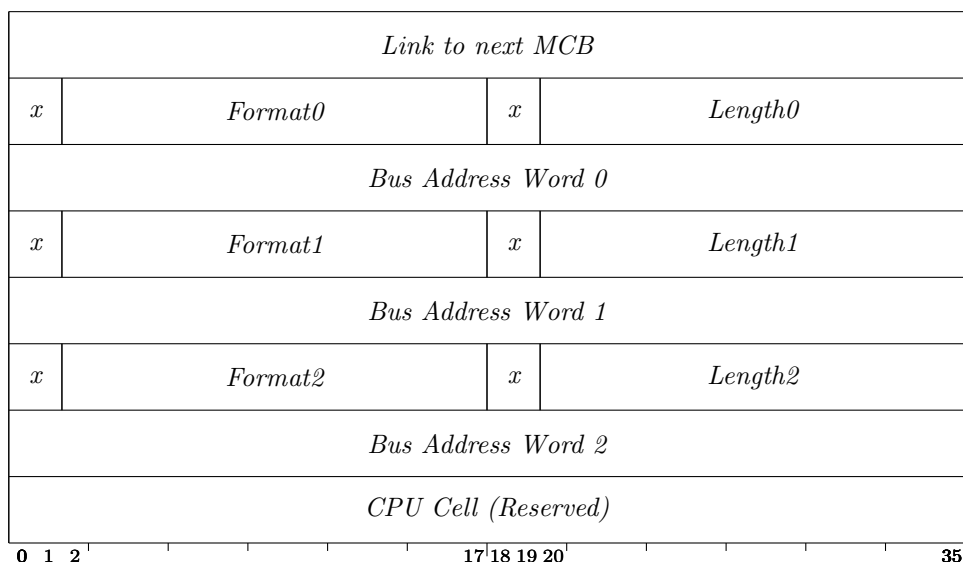 Link to next MCB
x Format0 x Length0
Bus Address Word 0
x Format1 x Length1
Bus Address Word 1
x Format2 x Length2
Bus Address Word 2
CPU Cell (Reserved)
0 1 2 17 18 19 20 35